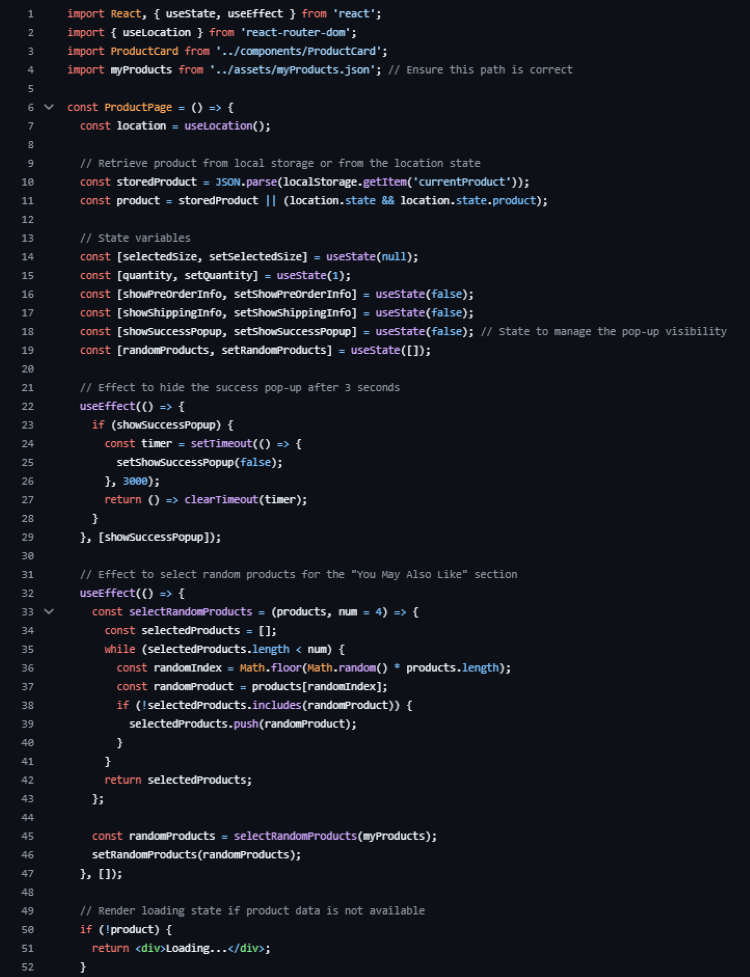 1 import React, { useState, useEffect } from 'react';
2 import { useLocation } from 'react-router-dom';
3 import ProductCard from '../components/ProductCard';
4 import myProducts from '../assets/myProducts.json'; // Ensure this path is correct
5
6 const ProductPage = () => {
7 const location = useLocation();
8
9 // Retrieve product from local storage or from the location state
10 const storedProduct = JSON.parse(localStorage.getItem('currentProduct'));
11 const product = storedProduct || (location.state && location.state.product);
12
13 // State variables
14 const [selectedSize, setSelectedSize] = useState(null);
15 const [quantity, setQuantity] = useState(1);
16 const [showPreOrderInfo, setShowPreOrderInfo] = useState(false);
17 const [showShippingInfo, setShowShippingInfo] = useState(false);
18 const [showSuccessPopup, setShowSuccessPopup] = useState(false); // State to manage the pop-up visibility
19 const [randomProducts, setRandomProducts] = useState([]);
20
21 // Effect to hide the success pop-up after 3 seconds
22 useEffect(() => {
23 if (showSuccessPopup) {
24 const timer = setTimeout(() => {
25 setShowSuccessPopup(false);
26 }, 3000);
27 return () => clearTimeout(timer);
28 }
29 }, [showSuccessPopup]);
30
31 // Effect to select random products for the "You May Also Like" section
32 useEffect(() => {
33 const selectRandomProducts = (products, num = 4) => {
34 const selectedProducts = [];
35 while (selectedProducts.length < num) {
36 const randomIndex = Math.floor(Math.random() * products.length);
37 const randomProduct = products[randomIndex];
38 if (!selectedProducts.includes(randomProduct)) {
39 selectedProducts.push(randomProduct);
40 }
41 }
42 return selectedProducts;
43 };
44
45 const randomProducts = selectRandomProducts(myProducts);
46 setRandomProducts(randomProducts);
47 }, []);
48
49 // Render loading state if product data is not available
50 if (!product) {
51 return <div>Loading...</div>;
52 }